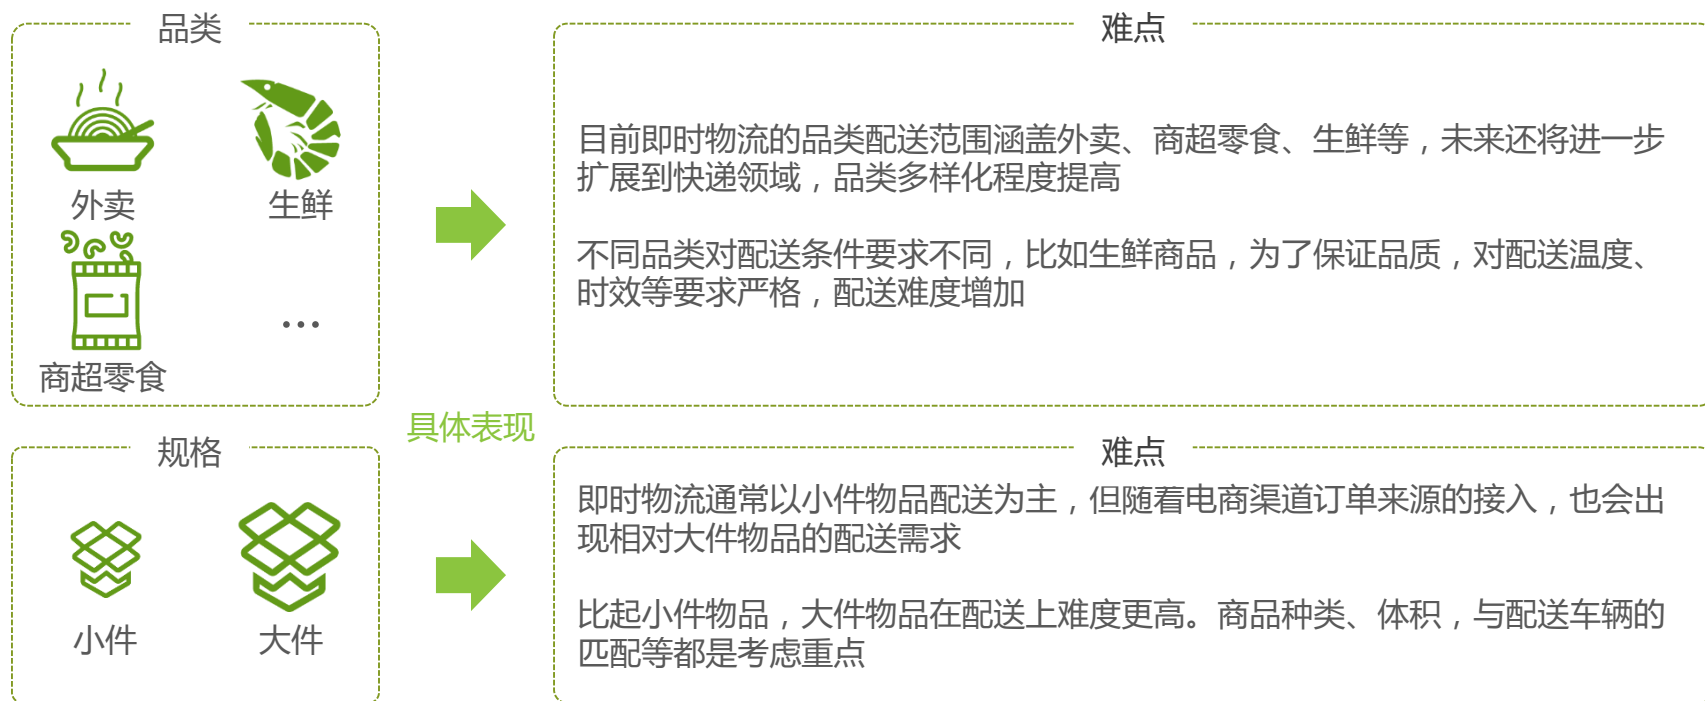 品类
外卖
生鲜
商超零食
...
难点
目前即时物流的品类配送范围涵盖外卖、商超零食、生鲜等，未来还将进一步
扩展到快递领域，品类多样化程度提高
不同品类对配送条件要求不同，比如生鲜商品，为了保证品质，对配送温度、
时效等要求严格，配送难度增加
具体表现
规格
小件
大件
难点
即时物流通常以小件物品配送为主，但随着电商渠道订单来源的接入，也会出
现相对大件物品的配送需求
比起小件物品，大件物品在配送上难度更高。商品种类、体积，与配送车辆的
匹配等都是考虑重点